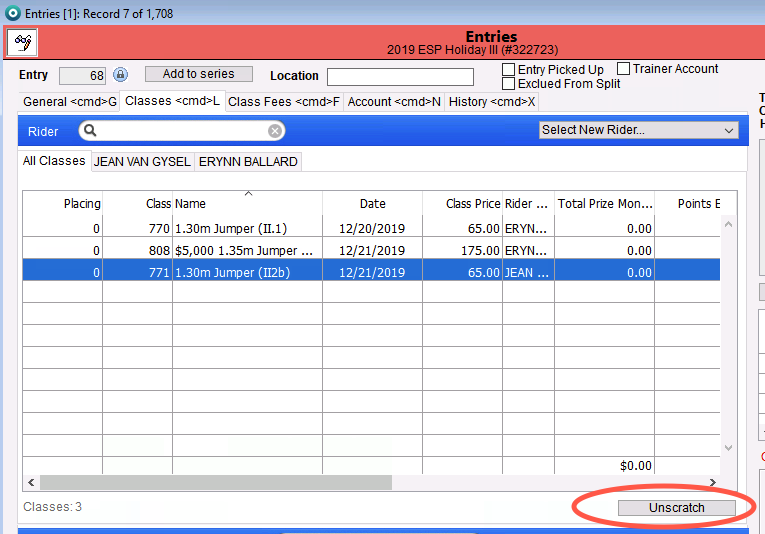 Entries [1]: Record 7 of 1,708
Entries
2019 ESP Holiday III (#322723)
Entry 68 Add to series Location Entry Picked Up Trainer Account
Exclued From Split
General <cmd>G Classes <cmd>L Class Fees <cmd>F Account <cmd>N History <cmd>X
Rider Select New Rider...
All Classes JEAN VAN GYSEL ERYNN BALLARD
Placing Class Name Date Class Price Rider ... Total Prize Mon... Points E
0 770 1.30m Jumper (II.1) 12/20/2019 65.00 ERYN... 0.00
0 808 $5,000 1.35m Jumper ... 12/21/2019 175.00 ERYN... 0.00
0 771 1.30m Jumper (II2b) 12/21/2019 65.00 JEAN ... 0.00
$0.00
Classes: 3 Unscratch